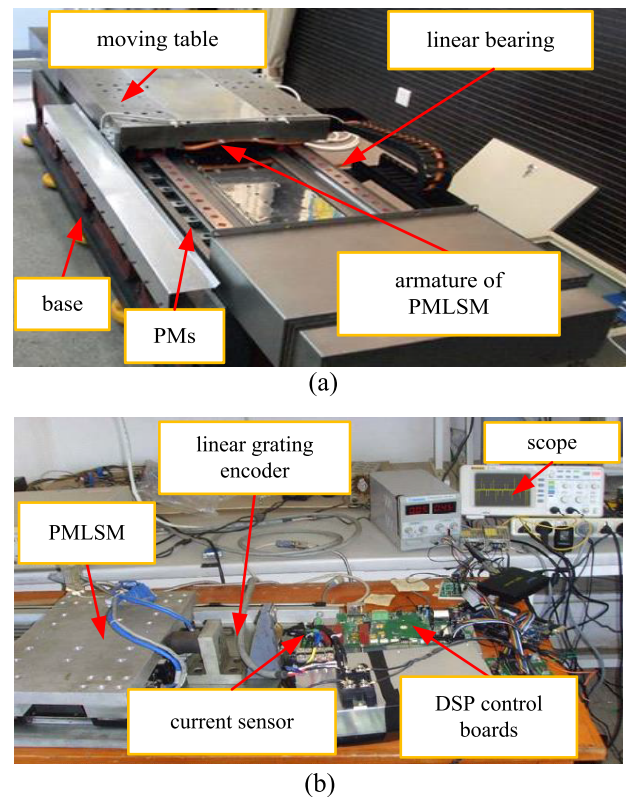 moving table
linear bearing
base
PMs
armature of
PMLSM
(a)
linear grating
encoder
scope
PMLSM
current sensor
DSP control
boards
(b)